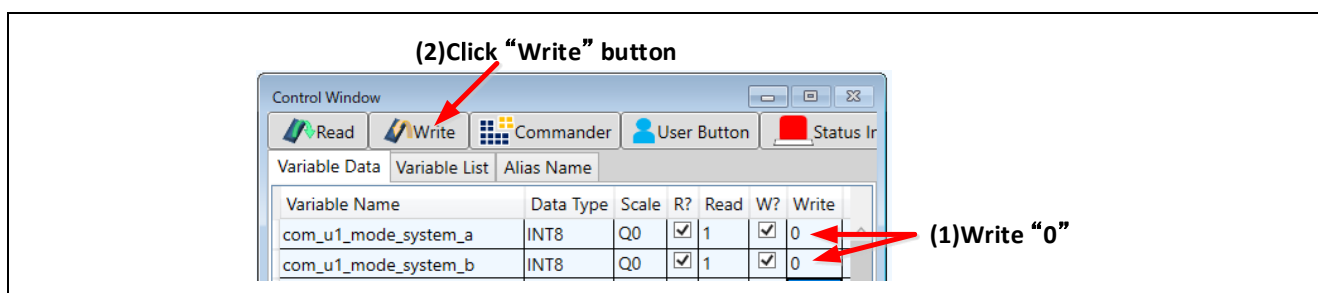 (2)Click “Write” button
Control Window
Read Write Commander User Button Status Ir
Variable Data Variable List Alias Name
Variable Name Data Type Scale R? Read W? Write
com_u1_mode_system_a INT8 Q0 1 0
(1)Write “0”
com_u1_mode_system_b INT8 Q0 1 0